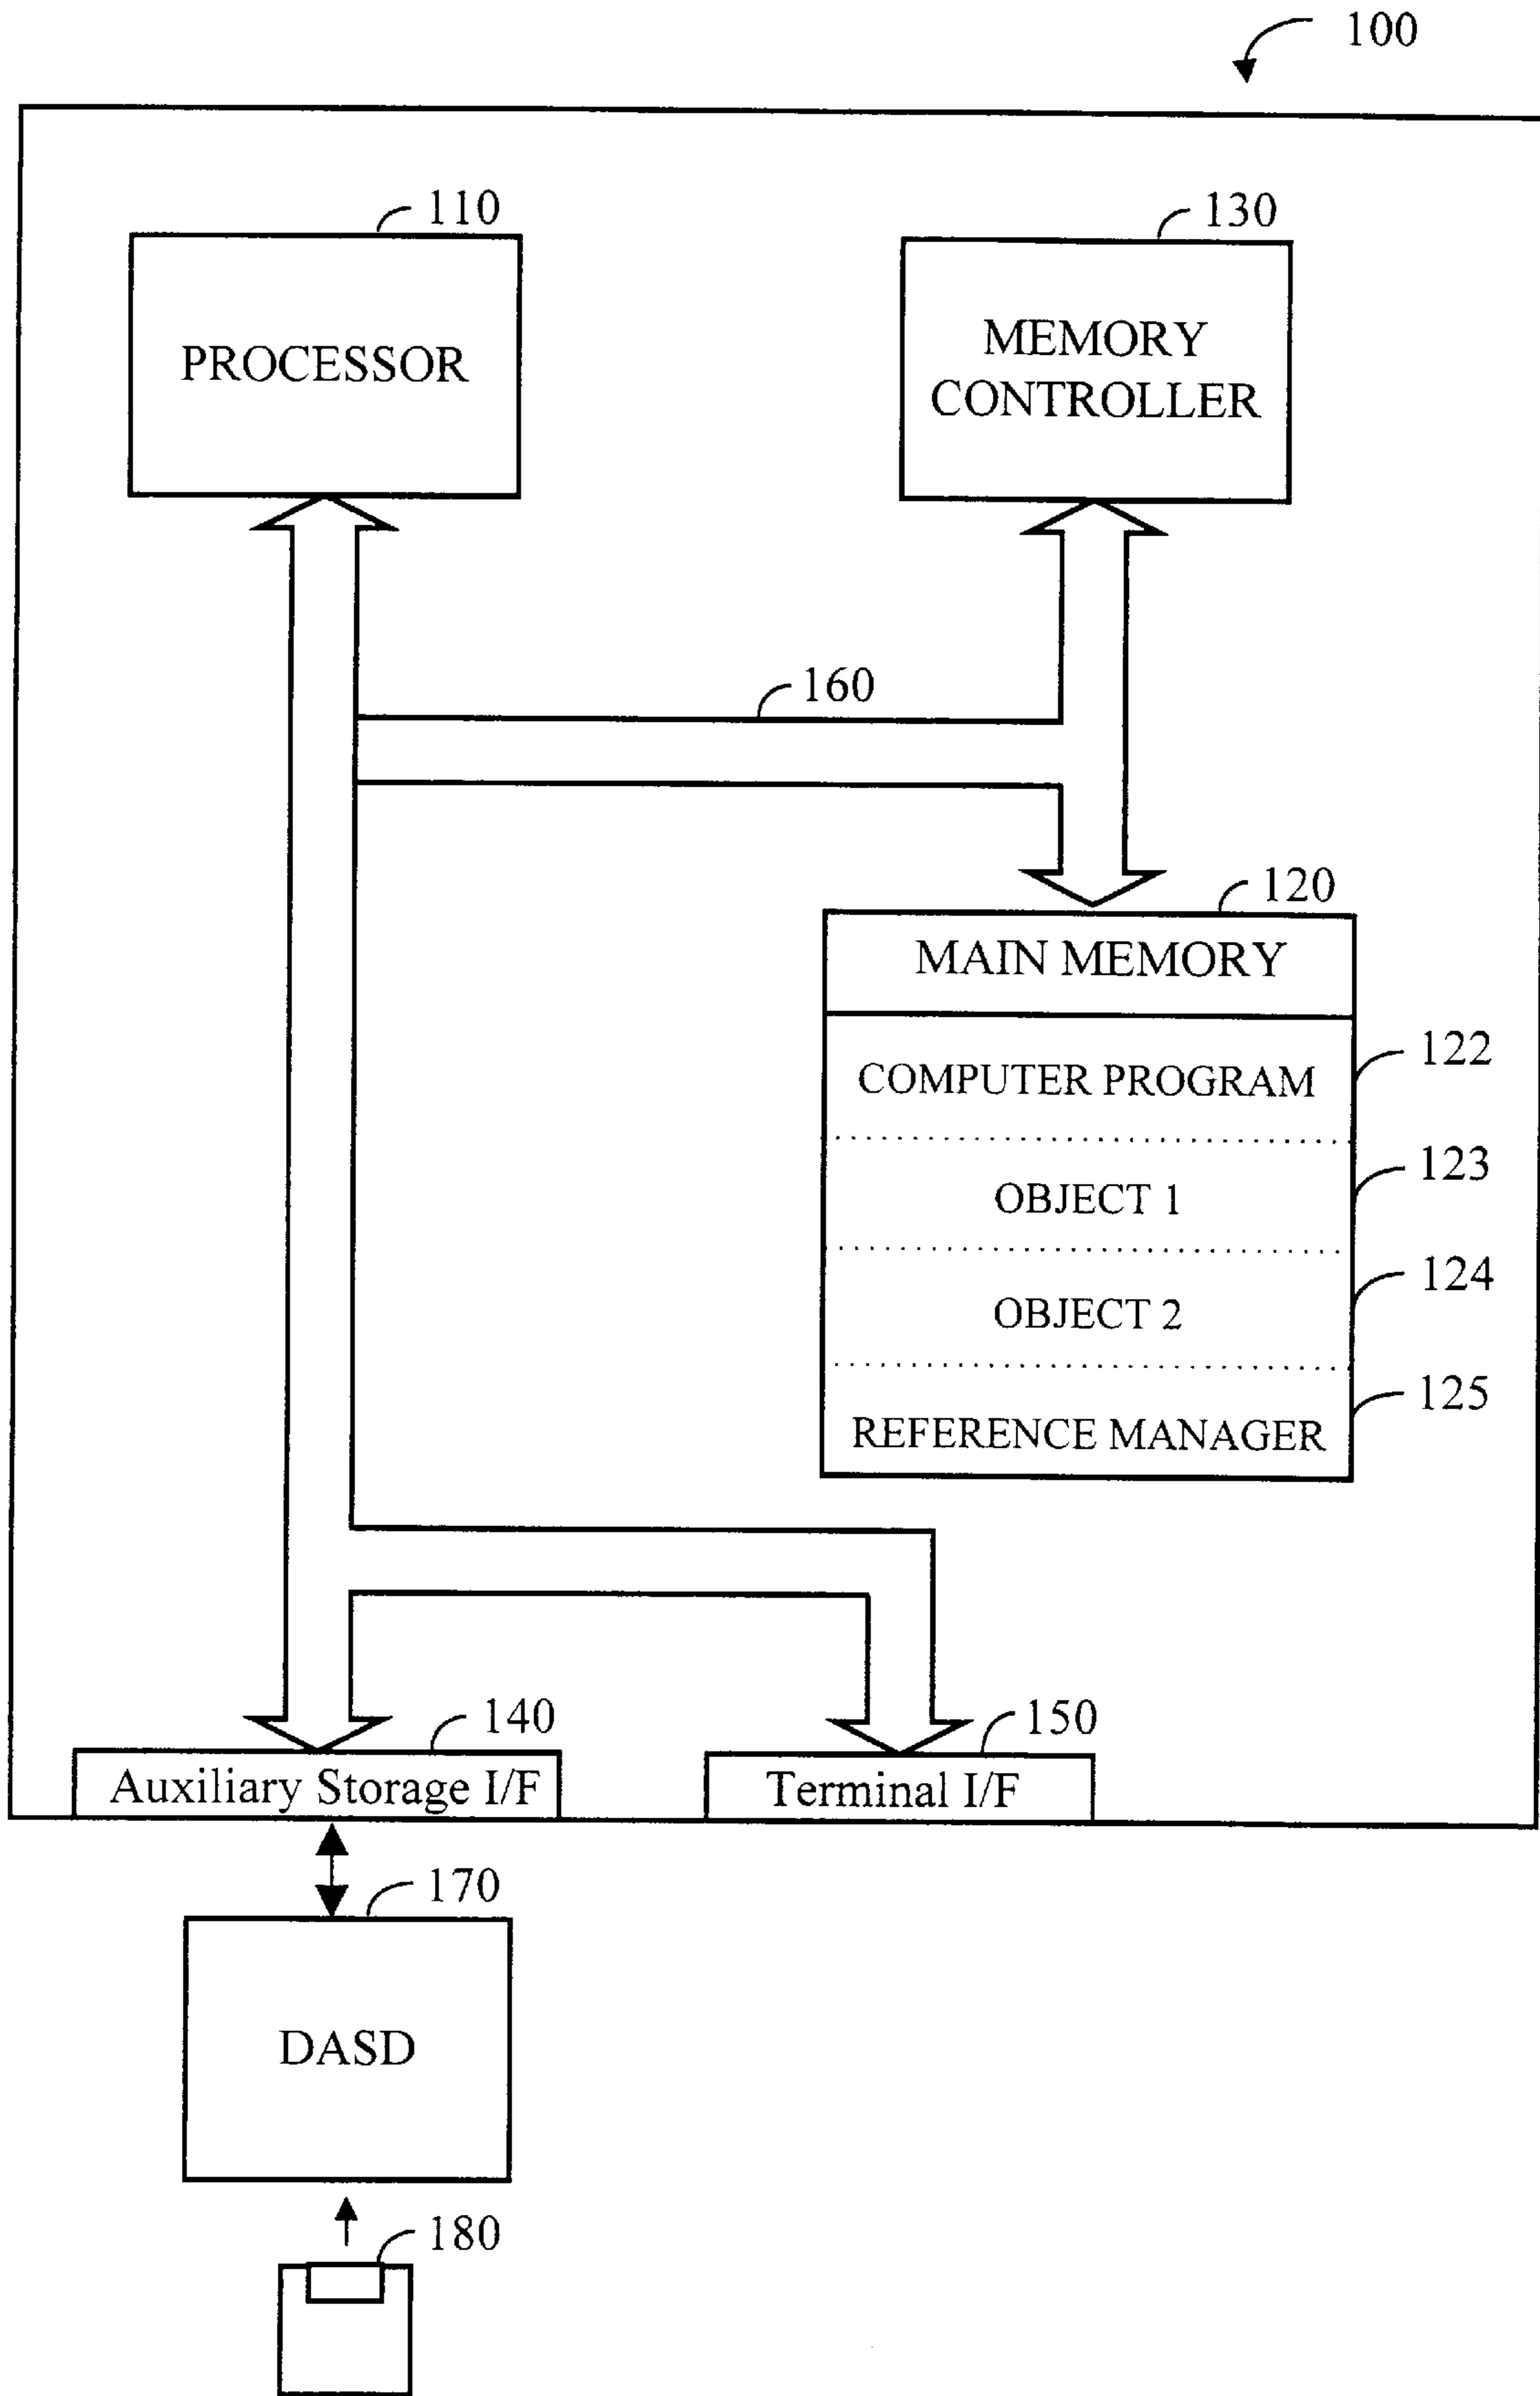 100
110
130
PROCESSOR
MEMORY
CONTROLLER
160
120
MAIN MEMORY
122
COMPUTER PROGRAM
123
OBJECT 1
124
OBJECT 2
125
REFERENCE MANAGER
140
150
Auxiliary Storage I/F
Terminal I/F
170
DASD
180